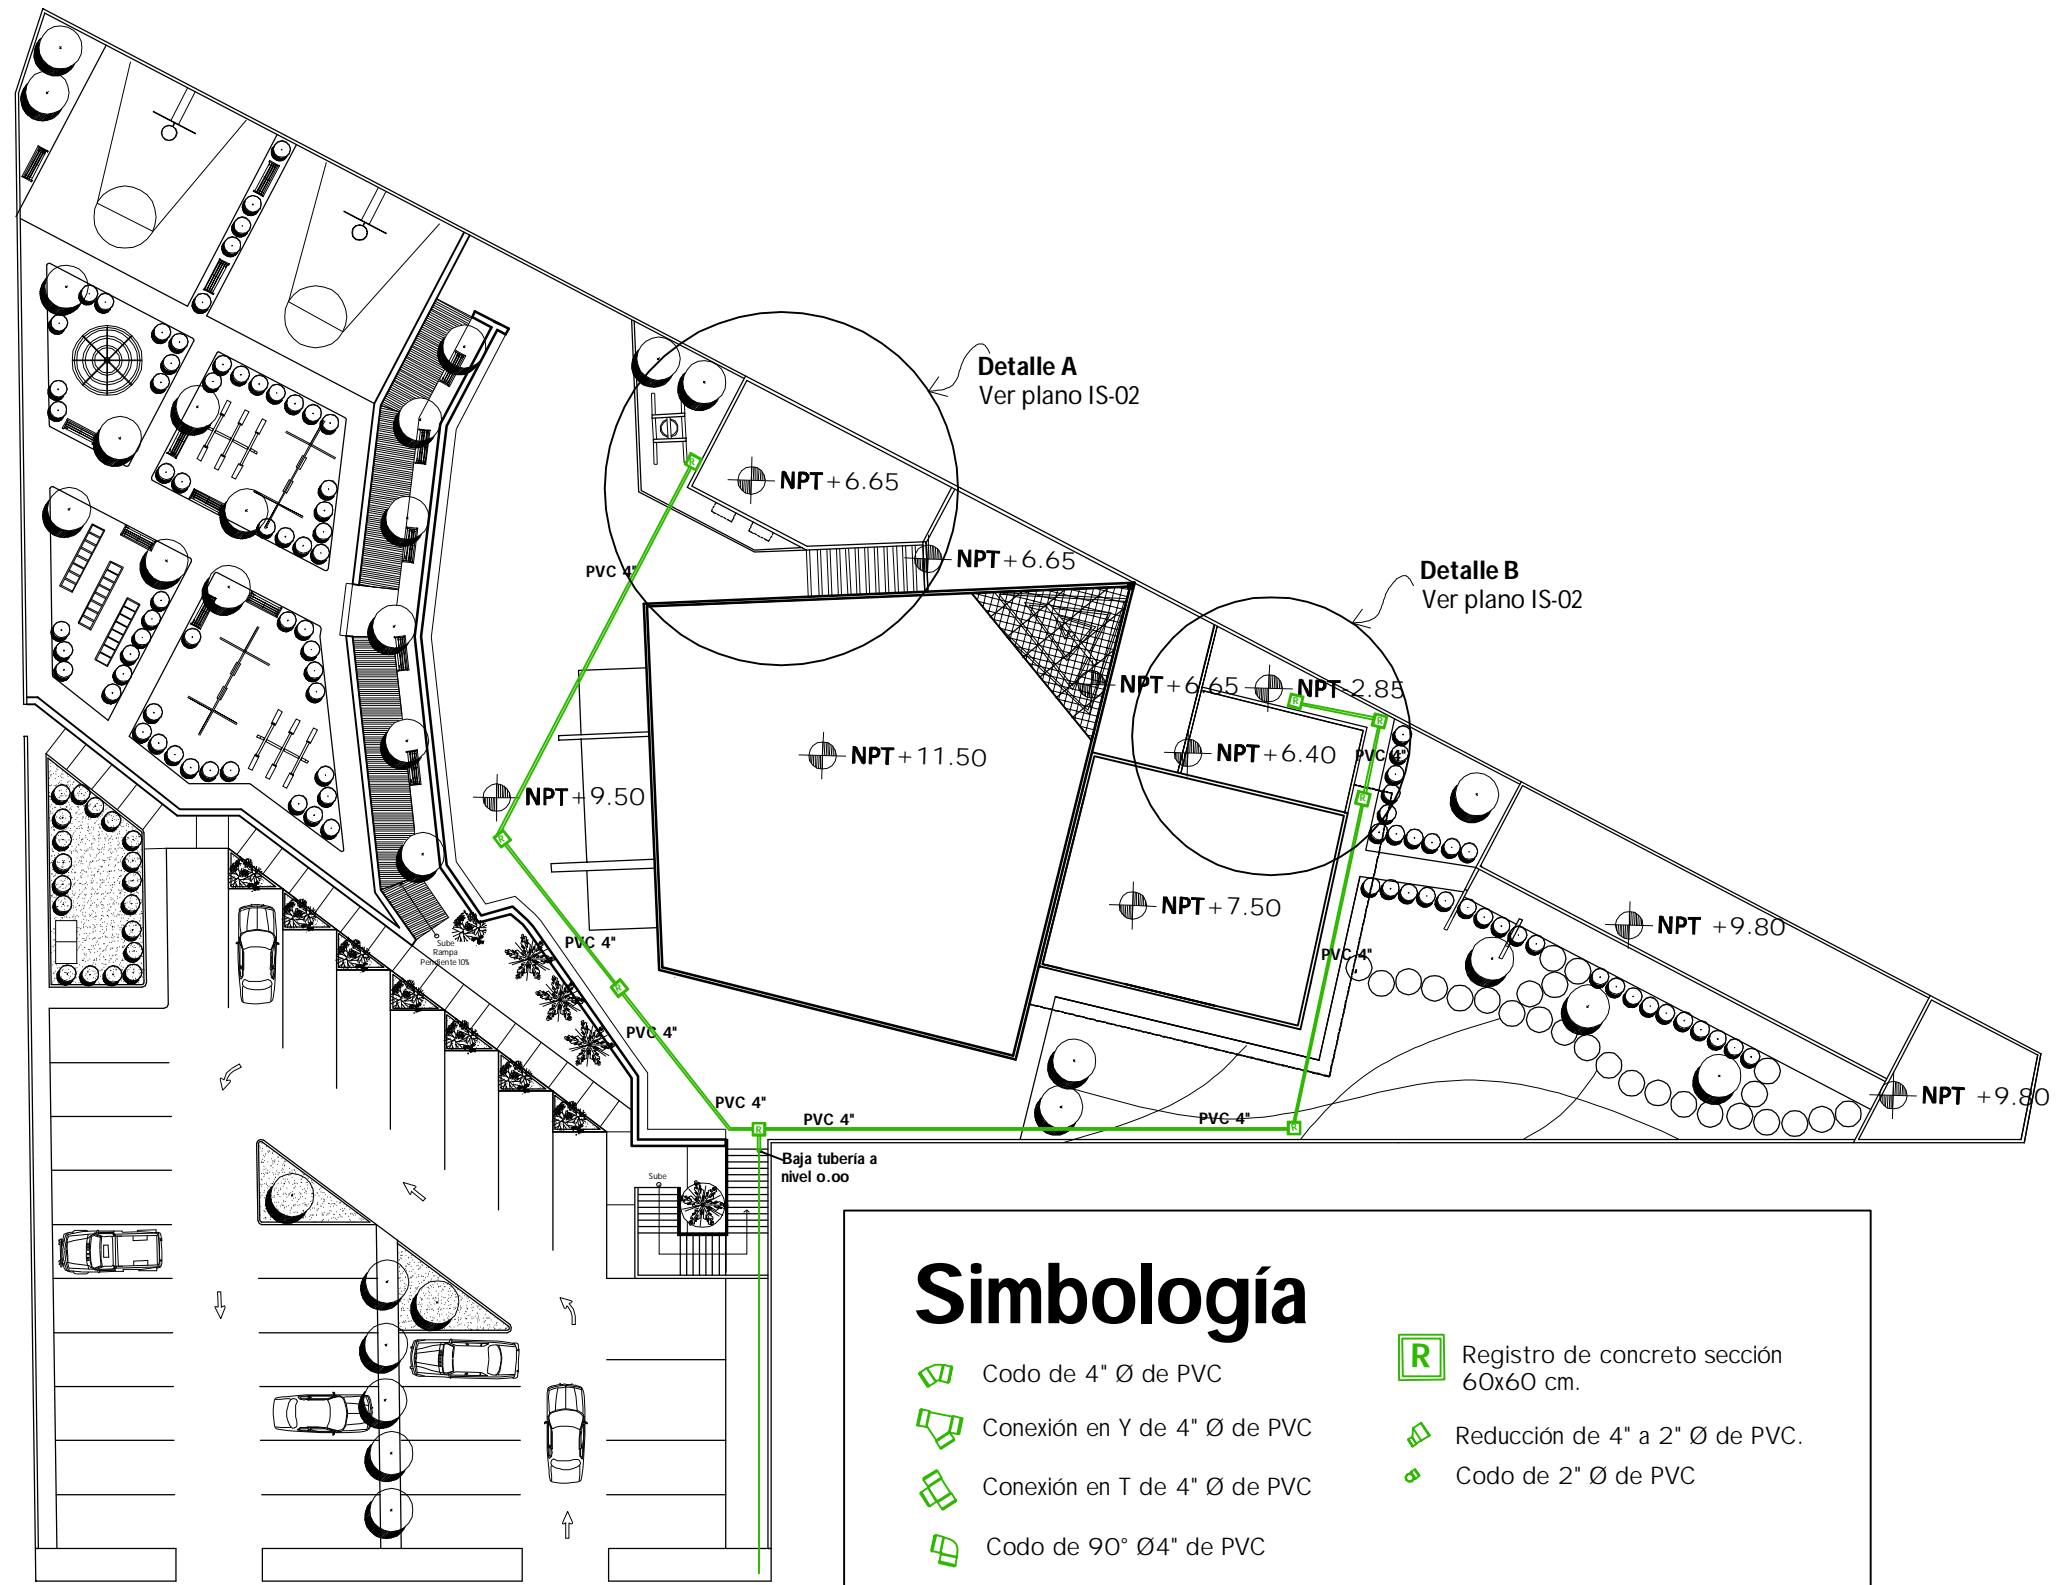 Detalle A
Ver plano IS-02
R
NPT+6.65
NPT+6.65
PVC 4"
Detalle B
Ver plano IS-02
NPT+6.65
NPT-2.85
R
R
NPT+6.40
PVC 4"
NPT+11.50
NPT+9.50
R
R
NPT+7.50
NPT +9.80
PVC 4"
Sube
Rampa
Pendiente 10%
PVC 4"
R
PVC 4"
NPT +9.80
PVC 4"
PVC 4"
PVC 4"
R
R
Baja tubería a
nivel 0.00
Sube
Simbología
Codo de 4" Ø de PVC
Conexión en Y de 4" Ø de PVC
Conexión en T de 4" Ø de PVC
Codo de 90° Ø4" de PVC
R
Registro de concreto sección
60x60 cm.
Reducción de 4" a 2" Ø de PVC.
Codo de 2" Ø de PVC